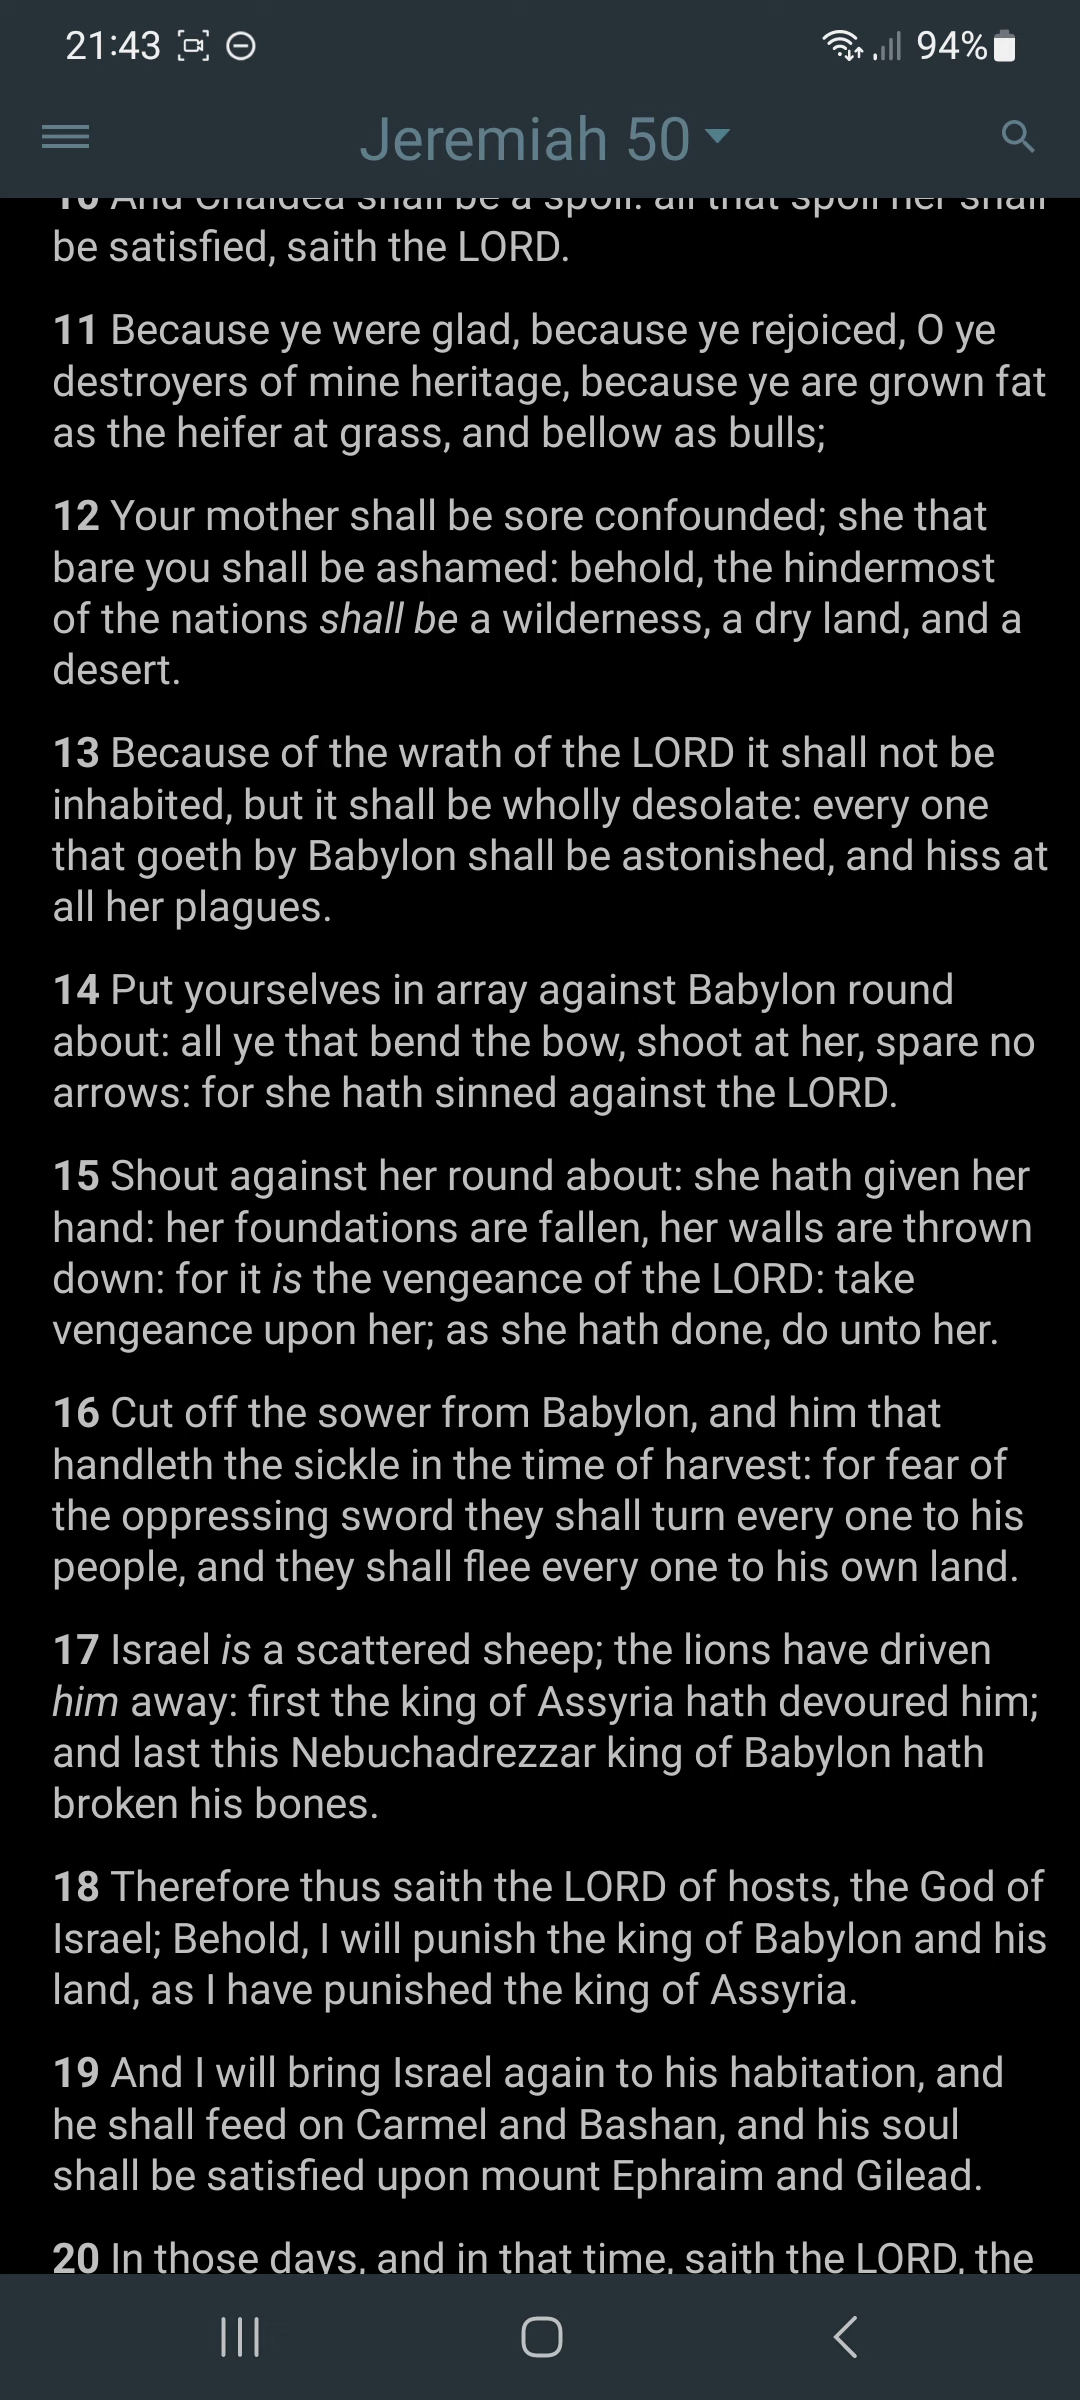 21:43 94%
Jeremiah 50
10 And Chaldea shall be a spoil: all that spoil her shall
be satisfied, saith the LORD.
11 Because ye were glad, because ye rejoiced, O ye
destroyers of mine heritage, because ye are grown fat
as the heifer at grass, and bellow as bulls;
12 Your mother shall be sore confounded; she that
bare you shall be ashamed: behold, the hindermost
of the nations shall be a wilderness, a dry land, and a
desert.
13 Because of the wrath of the LORD it shall not be
inhabited, but it shall be wholly desolate: every one
that goeth by Babylon shall be astonished, and hiss at
all her plagues.
14 Put yourselves in array against Babylon round
about: all ye that bend the bow, shoot at her, spare no
arrows: for she hath sinned against the LORD.
15 Shout against her round about: she hath given her
hand: her foundations are fallen, her walls are thrown
down: for it is the vengeance of the LORD: take
vengeance upon her; as she hath done, do unto her.
16 Cut off the sower from Babylon, and him that
handleth the sickle in the time of harvest: for fear of
the oppressing sword they shall turn every one to his
people, and they shall flee every one to his own land.
17 Israel is a scattered sheep; the lions have driven
him away: first the king of Assyria hath devoured him;
and last this Nebuchadrezzar king of Babylon hath
broken his bones.
18 Therefore thus saith the LORD of hosts, the God of
Israel; Behold, I will punish the king of Babylon and his
land, as I have punished the king of Assyria.
19 And I will bring Israel again to his habitation, and
he shall feed on Carmel and Bashan, and his soul
shall be satisfied upon mount Ephraim and Gilead.
20 In those days, and in that time, saith the LORD, the